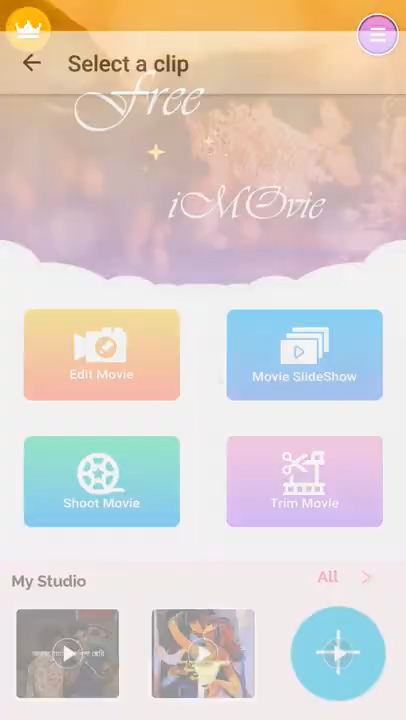 Select a clip
Free
iMOvie
Edit Movie
Movie SlideShow
Shoot Movie
Trim Movie
My Studio
All